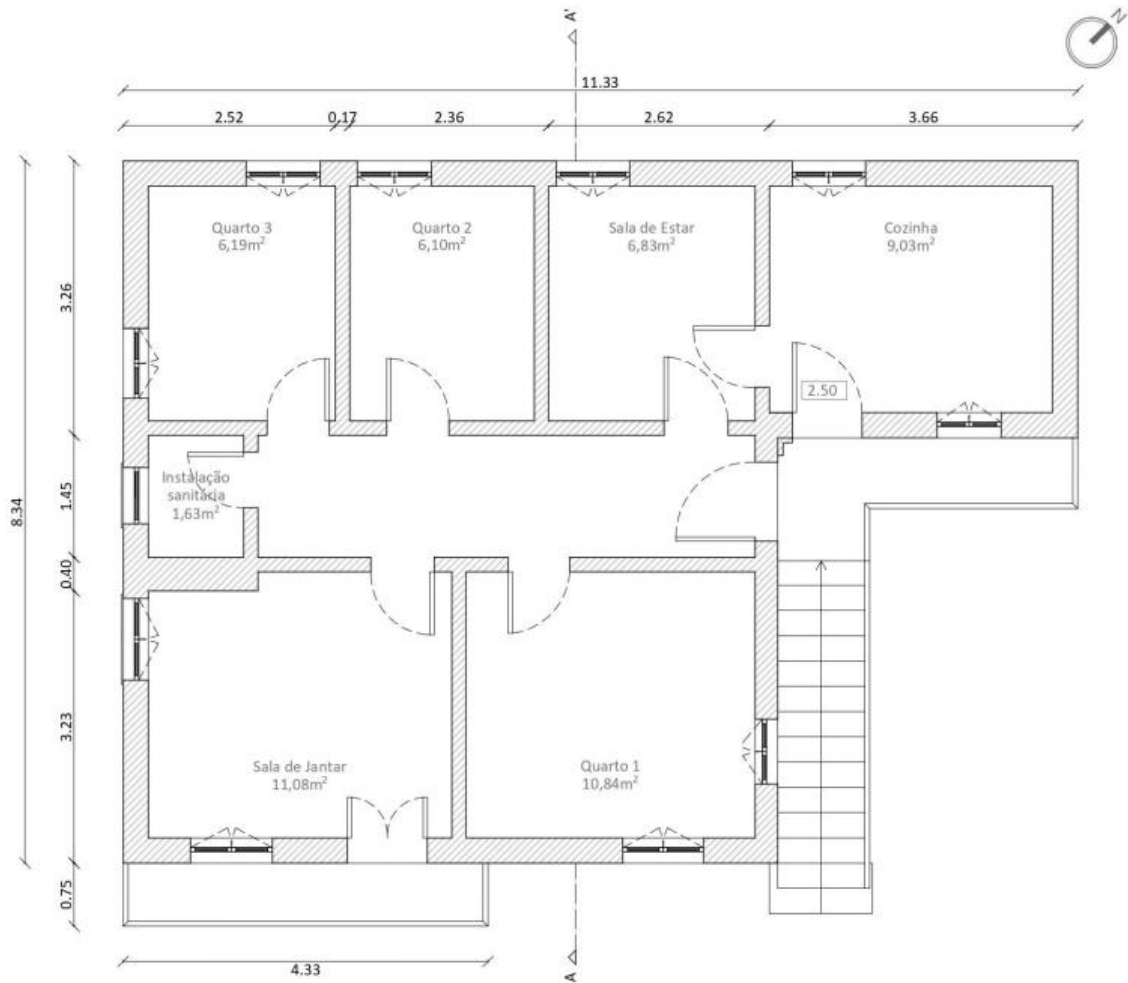 A'
N
11.33
2.52
0.17
2.36
2.62
3.66
Quarto 3
6,19m²
Quarto 2
6,10m²
Sala de Estar
6,83m²
Cozinha
9,03m²
3.26
2.50
8.34
1.45
Instalação
sanitária
1,63m²
0.40
3.23
Sala de Jantar
11,08m²
Quarto 1
10,84m²
0.75
4.33
A